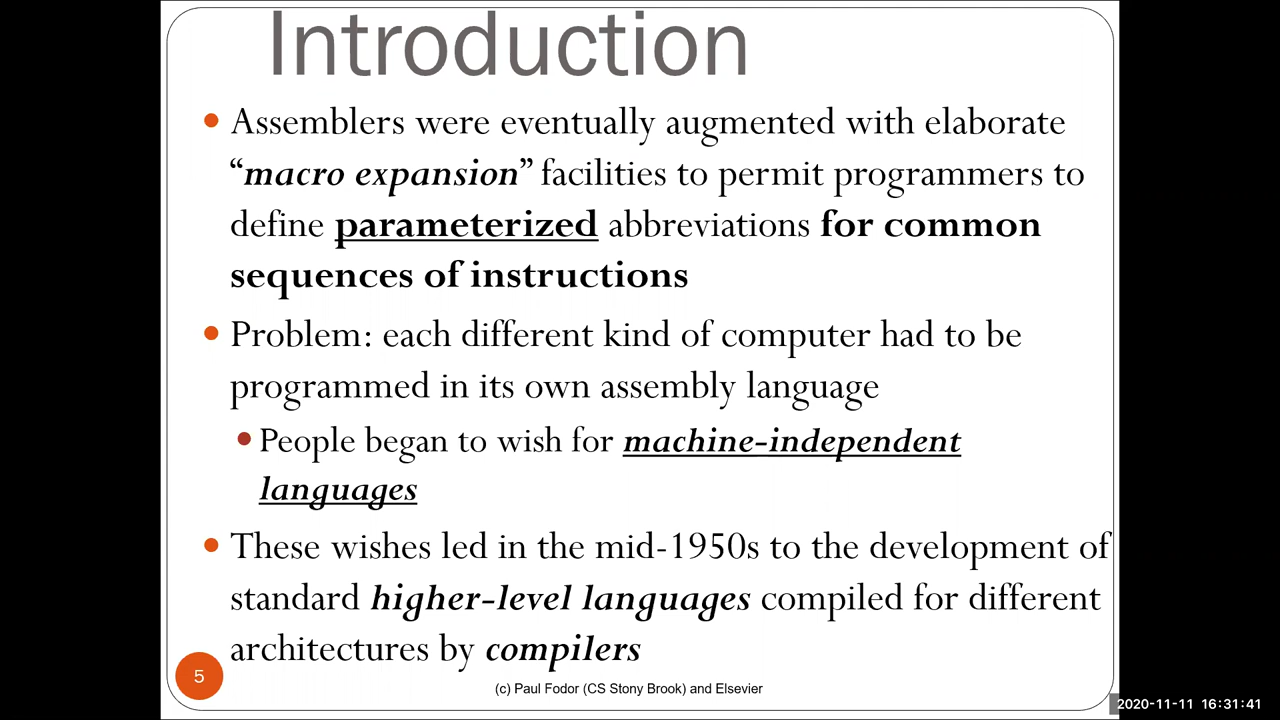 Introduction
Assemblers were eventually augmented with elaborate
“macro expansion” facilities to permit programmers to
define parameterized abbreviations for common
sequences of instructions
Problem: each different kind of computer had to be
programmed in its own assembly language
People began to wish for machine-independent
languages
These wishes led in the mid-1950s to the development of
standard higher-level languages compiled for different
architectures by compilers
5
(c) Paul Fodor (CS Stony Brook) and Elsevier
2020-11-11 16:31:41